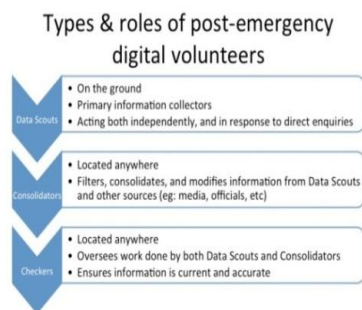 Types & roles of post-emergency
digital volunteers
• On the ground
• Primary information collectors
• Acting both independently, and in response to direct enquiries
Data Scouts
• Located anywhere
• Filters, consolidates, and modifies information from Data Scouts
and other sources (eg: media, officials, etc)
Consolidators
• Located anywhere
• Oversees work done by both Data Scouts and Consolidators
• Ensures information is current and accurate
Checkers